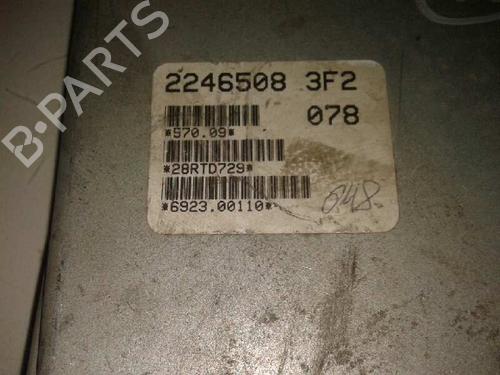 B-PARTS
2246508 3F2
078
*570.09*
*28RTD729*
*6923.00110*
648.